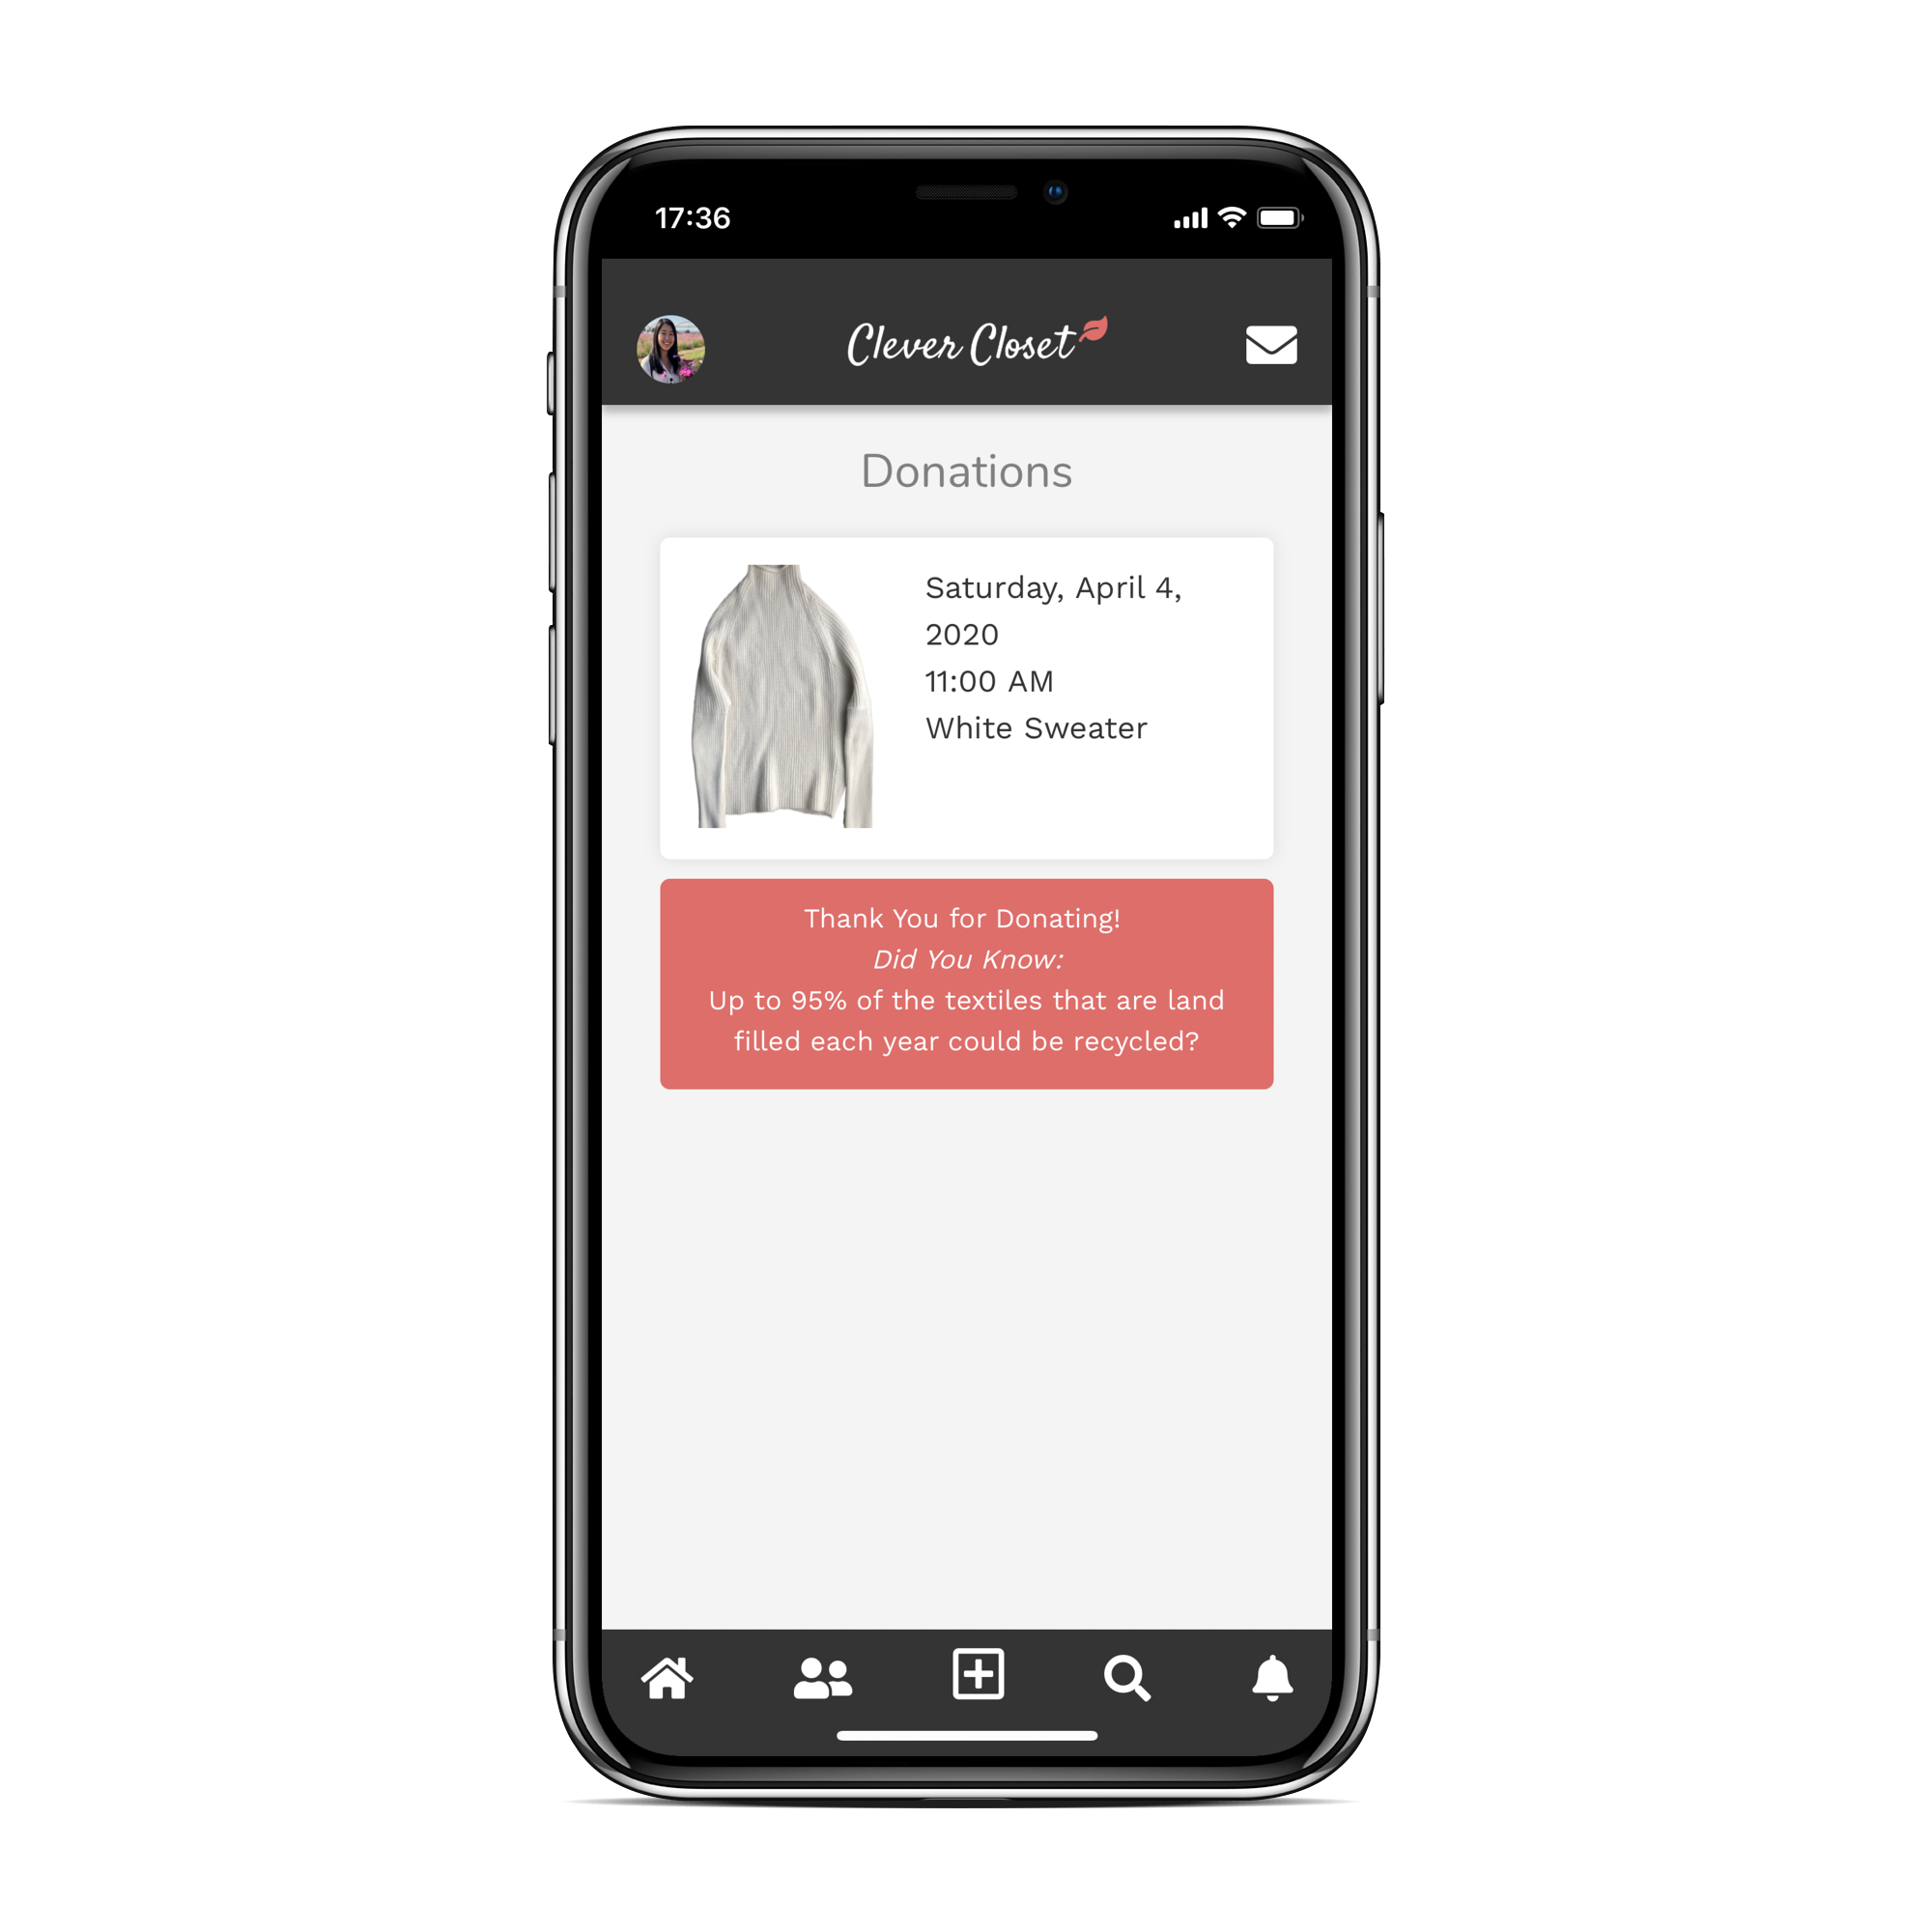 17:36
Clever Closet
Donations
Saturday, April 4,
2020
11:00 AM
White Sweater
Thank You for Donating!
Did You Know:
Up to 95% of the textiles that are land
filled each year could be recycled?